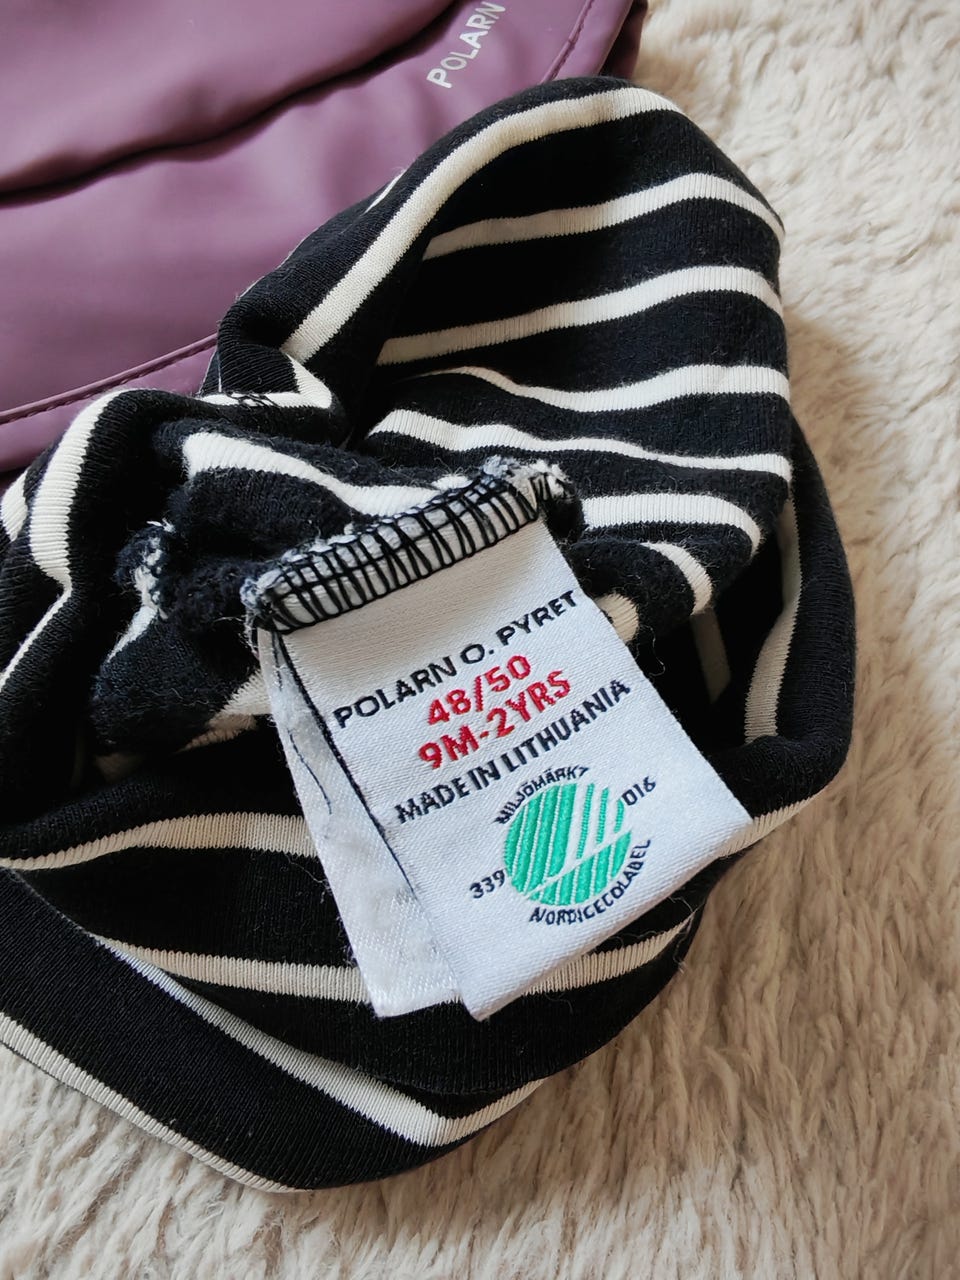 POLARN
POLARN O. PYRET
48/50
9M-2YRS
MADE IN LITHUANIA
MILJÖMÄRKT
016
339
NORDIC ECOLABEL